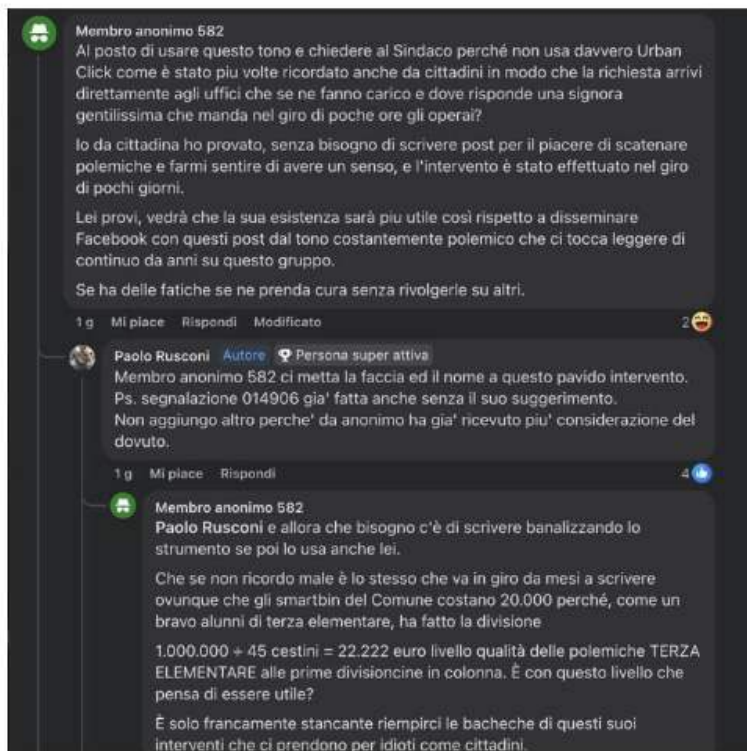 Membro anonimo 582
Al posto di usare questo tono e chiedere al Sindaco perché non usa davvero Urban
Click come è stato piu volte ricordato anche da cittadini in modo che la richiesta arrivi
direttamente agli uffici che se ne fanno carico e dove risponde una signora
gentilissima che manda nel giro di poche ore gli operai?
Io da cittadina ho provato, senza bisogno di scrivere post per il piacere di scatenare
polemiche e farmi sentire di avere un senso, e l'intervento è stato effettuato nel giro
di pochi giorni.
Lei provi, vedrà che la sua esistenza sarà piu utile così rispetto a disseminare
Facebook con questi post dal tono costantemente polemico che ci tocca leggere di
continuo da anni su questo gruppo.
Se ha delle fatiche se ne prenda cura senza rivolgerle su altri.
1 g Mi piace Rispondi Modificato 2
Paolo Rusconi Autore Persona super attiva
Membro anonimo 582 ci metta la faccia ed il nome a questo pavido intervento.
Ps. segnalazione 014906 gia' fatta anche senza il suo suggerimento.
Non aggiungo altro perche' da anonimo ha gia' ricevuto piu' considerazione del
dovuto.
1 g Mi piace Rispondi 4
Membro anonimo 582
Paolo Rusconi e allora che bisogno c'è di scrivere banalizzando lo
strumento se poi lo usa anche lei.
Che se non ricordo male è lo stesso che va in giro da mesi a scrivere
ovunque che gli smartbin del Comune costano 20.000 perché, come un
bravo alunni di terza elementare, ha fatto la divisione
1.000.000 ÷ 45 cestini = 22.222 euro livello qualità delle polemiche TERZA
ELEMENTARE alle prime divisioncine in colonna. È con questo livello che
pensa di essere utile?
È solo francamente stancante riempirci le bacheche di questi suoi
interventi che ci prendono per idioti come cittadini.